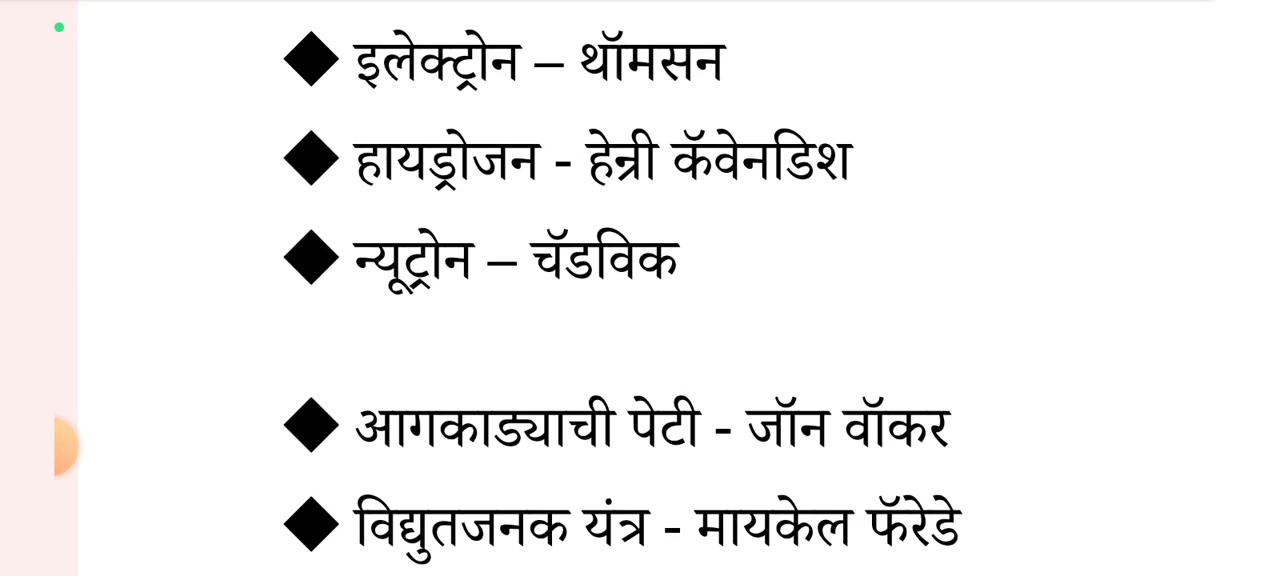 ◆ इलेक्ट्रोन – थॉमसन
◆ हायड्रोजन - हेन्री कॅवेनडिश
◆ न्यूट्रोन – चॅडविक
◆ आगकाड्याची पेटी - जॉन वॉकर
◆ विद्युतजनक यंत्र - मायकेल फॅरेडे